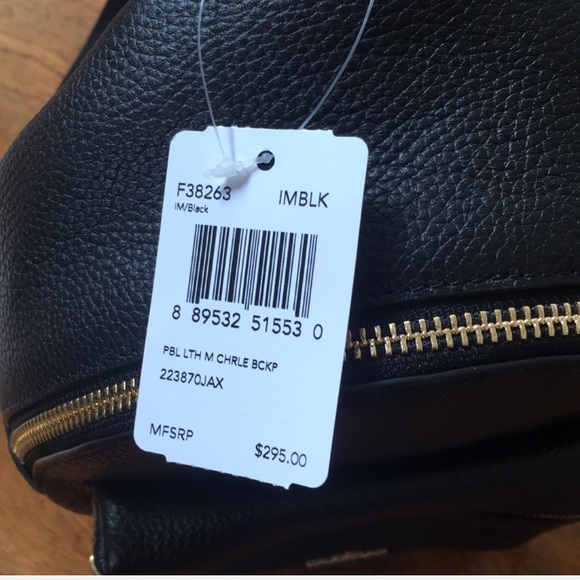 F38263 IMBLK
IM/Black
8 89532 51553 0
PBL LTH M CHRLE BCKP
223870JAX
MFSRP $295.00